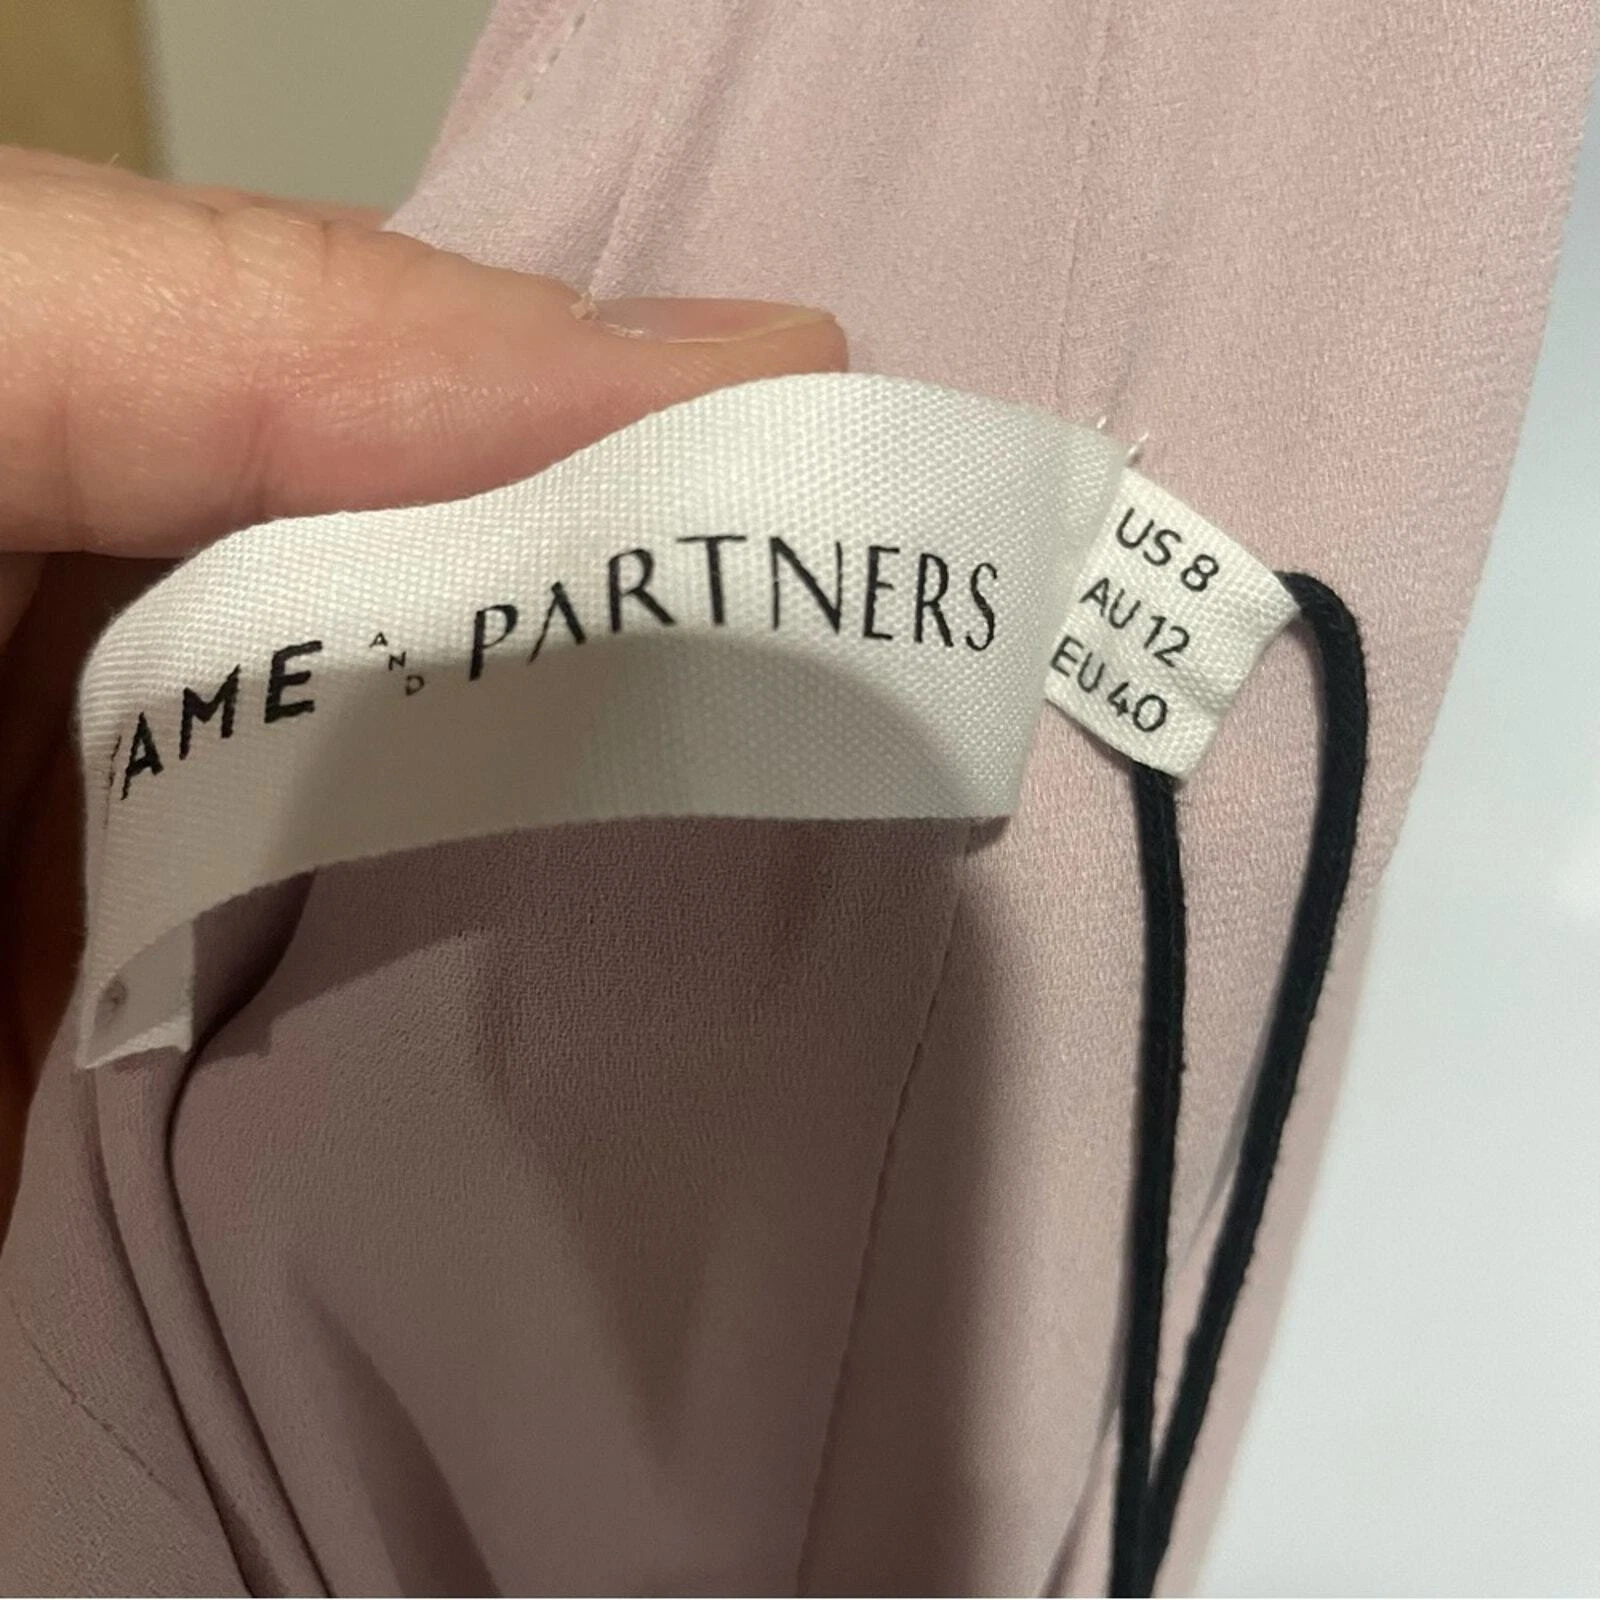 AME AND PARTNERS
US 8
AU 12
EU 40